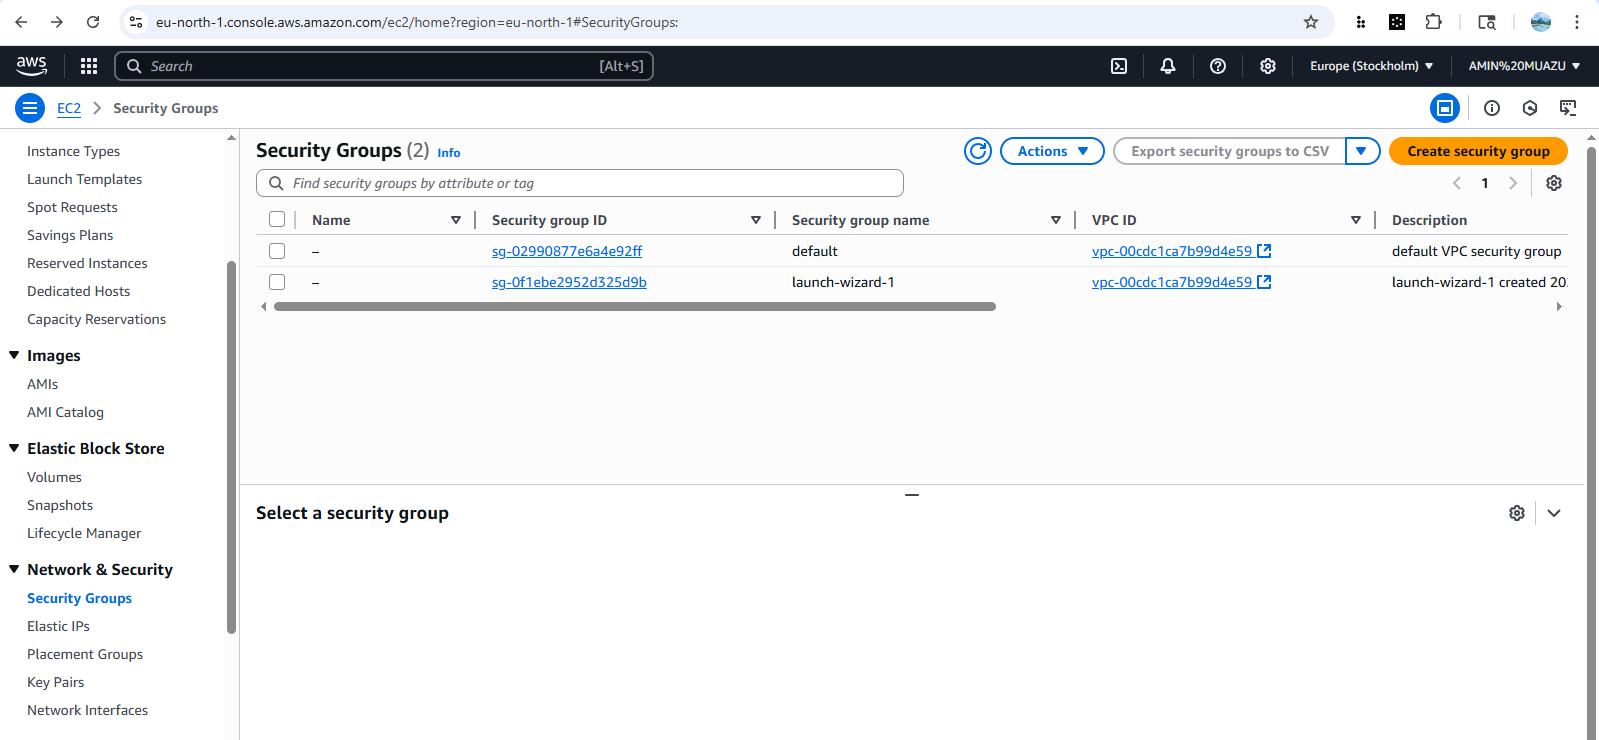 eu-north-1.console.aws.amazon.com/ec2/home?region=eu-north-1#SecurityGroups:
aws
Search
[Alt+S]
Europe (Stockholm)
AMIN%20MUAZU
EC2
Security Groups
Instance Types
Launch Templates
Spot Requests
Savings Plans
Reserved Instances
Dedicated Hosts
Capacity Reservations
Images
AMIs
AMI Catalog
Elastic Block Store
Volumes
Snapshots
Lifecycle Manager
Network & Security
Security Groups
Elastic IPs
Placement Groups
Key Pairs
Network Interfaces
Security Groups (2) Info
Actions
Export security groups to CSV
Create security group
Find security groups by attribute or tag
1
Name Security group ID Security group name VPC ID Description
– sg-02990877e6a4e92ff default vpc-00cdc1ca7b99d4e59 default VPC security group
– sg-0f1ebe2952d325d9b launch-wizard-1 vpc-00cdc1ca7b99d4e59 launch-wizard-1 created 20
Select a security group